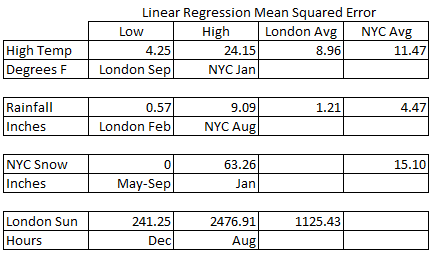 Linear Regression Mean Squared Error
Low High London Avg NYC Avg
High Temp 4.25 24.15 8.96 11.47
Degrees F London Sep NYC Jan
Rainfall 0.57 9.09 1.21 4.47
Inches London Feb NYC Aug
NYC Snow 0 63.26 15.10
Inches May-Sep Jan
London Sun 241.25 2476.91 1125.43
Hours Dec Aug